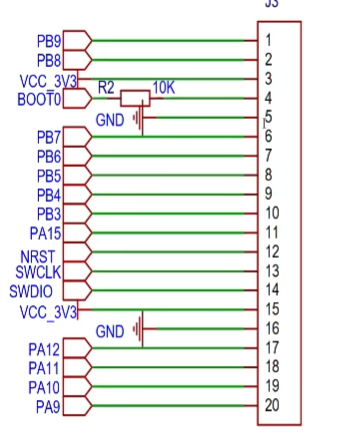 J3
PB9 1
PB8 2
VCC_3V3 3
BOOT0 R2 10K 4
GND 5
PB7 6
PB6 7
PB5 8
PB4 9
PB3 10
PA15 11
NRST 12
SWCLK 13
SWDIO 14
VCC_3V3 15
GND 16
PA12 17
PA11 18
PA10 19
PA9 20